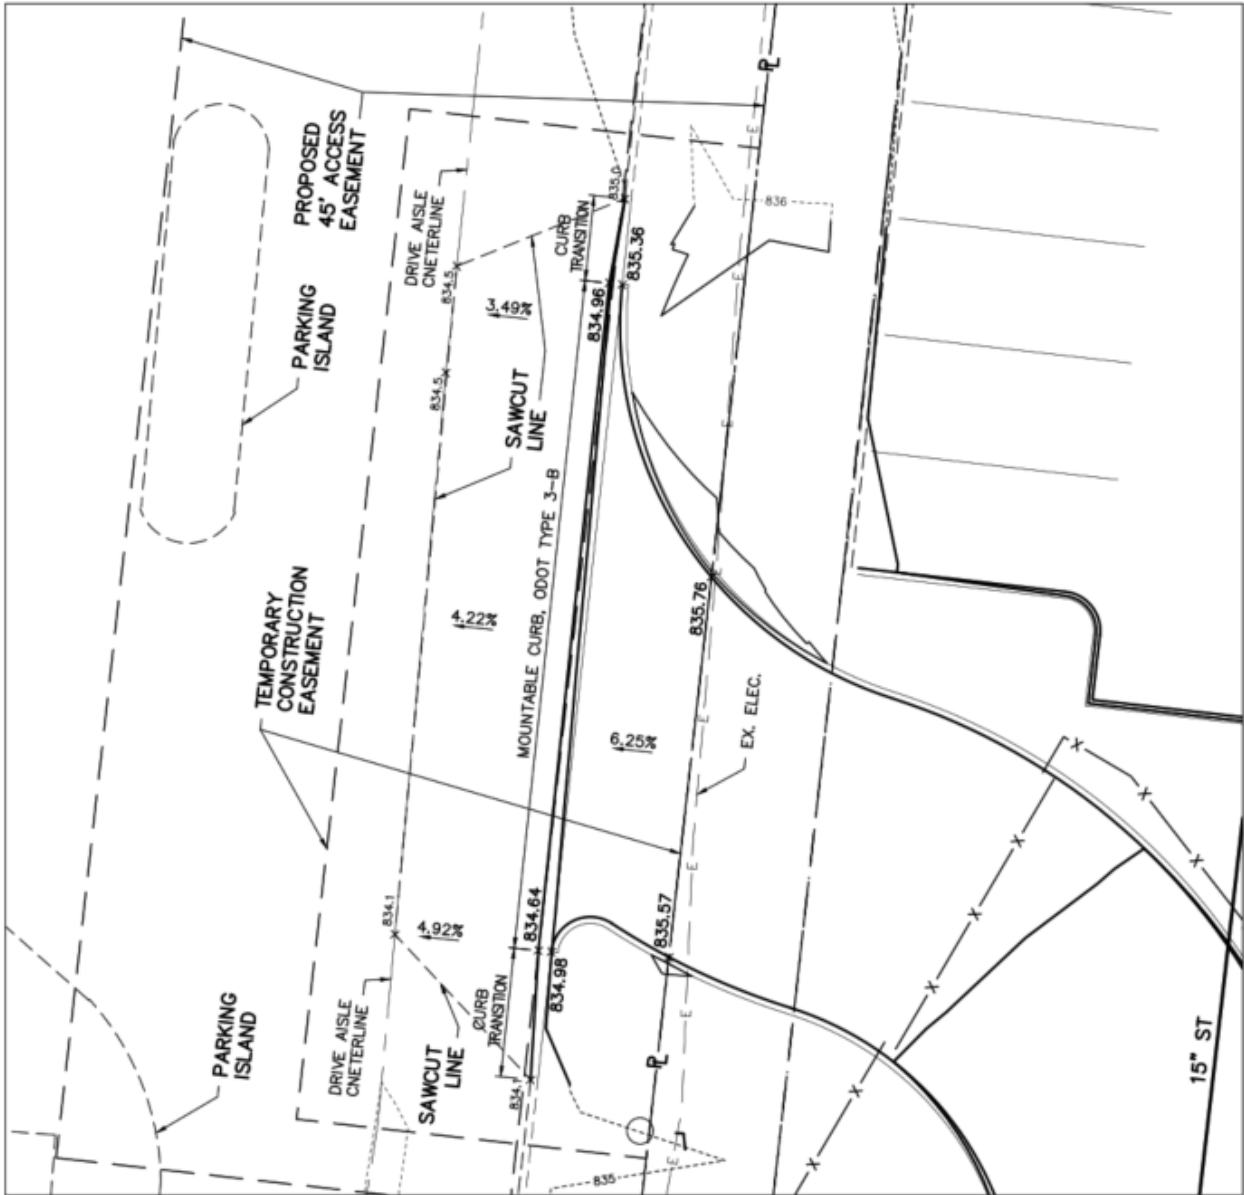 PROPOSED
45' ACCESS
EASEMENT
PL
E
836
DRIVE AISLE
CNETERLINE
CURB
TRANSITION
835.0
835.36
834.96
834.5
3.49%
E
PARKING
ISLAND
834.5
SAWCUT
LINE
E
MOUNTABLE CURB, ODOT TYPE 3-B
E
TEMPORARY
CONSTRUCTION
EASEMENT
4.22%
835.76
E
EX. ELEC.
6.25%
X
X
X
X
E
834.1
4.92%
834.64
835.57
834.98
X
X
E
CURB
TRANSITION
DRIVE AISLE
CNETERLINE
PARKING
ISLAND
SAWCUT
LINE
834.1
PL
X
15" ST
E
X
835